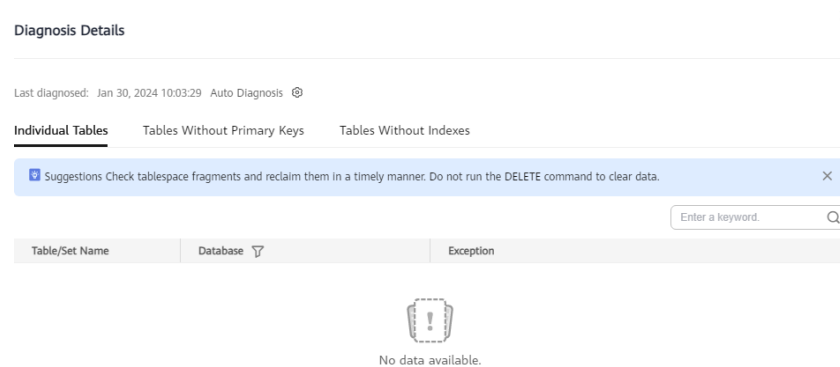 Diagnosis Details
Last diagnosed: Jan 30, 2024 10:03:29 Auto Diagnosis
Individual Tables Tables Without Primary Keys Tables Without Indexes
Suggestions Check tablespace fragments and reclaim them in a timely manner. Do not run the DELETE command to clear data.
Enter a keyword.
Table/Set Name Database Exception
No data available.